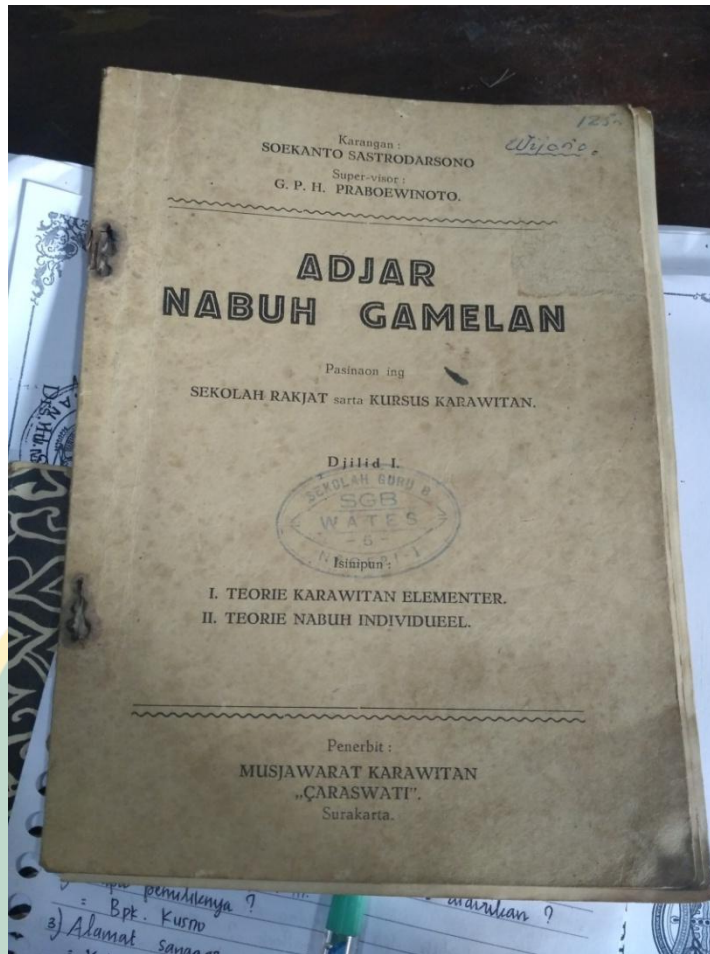 Karangan :
SOEKANTO SASTRODARSONO
Super-visor :
G. P. H. PRABOEWINOTO.
Wijono.
ADJAR
NABUH GAMELAN
Pasinaon ing
SEKOLAH RAKJAT sarta KURSUS KARAWITAN.
Djilid I.
SEKOLAH GURU B
SGB
WATES
- 6 -
NEGERI
Isinipun :
I. TEORIE KARAWITAN ELEMENTER.
II. TEORIE NABUH INDIVIDUEEL.
Penerbit :
MUSJAWARAT KARAWITAN
„ÇARASWATI”.
Surakarta.
pemiliknya ?
: Bpk. Kusno
3) Alamat